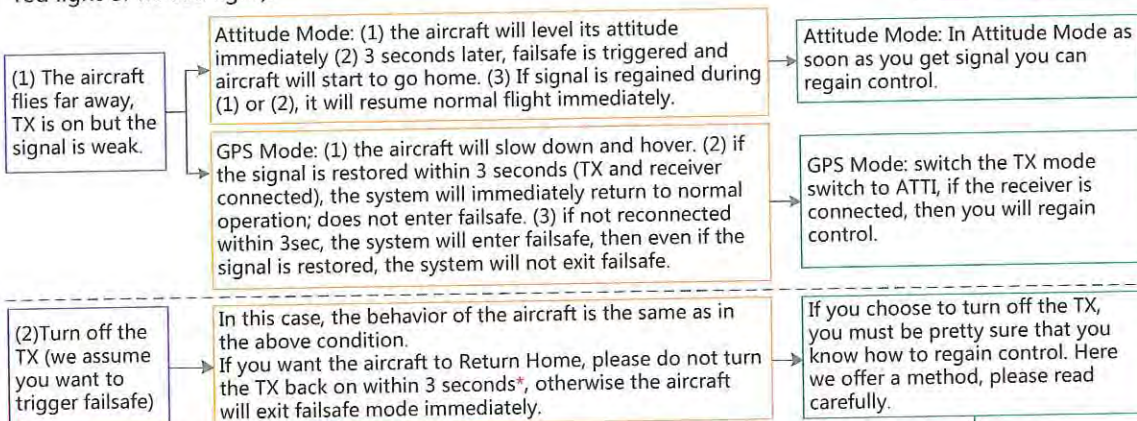 (1) The aircraft
flies far away,
TX is on but the
signal is weak.
Attitude Mode: (1) the aircraft will level its attitude
immediately (2) 3 seconds later, failsafe is triggered and
aircraft will start to go home. (3) If signal is regained during
(1) or (2), it will resume normal flight immediately.
Attitude Mode: In Attitude Mode as
soon as you get signal you can
regain control.
GPS Mode: (1) the aircraft will slow down and hover. (2) if
the signal is restored within 3 seconds (TX and receiver
connected), the system will immediately return to normal
operation; does not enter failsafe. (3) if not reconnected
within 3sec, the system will enter failsafe, then even if the
signal is restored, the system will not exit failsafe.
GPS Mode: switch the TX mode
switch to ATTI, if the receiver is
connected, then you will regain
control.
(2)Turn off the
TX (we assume
you want to
trigger failsafe)
In this case, the behavior of the aircraft is the same as in
the above condition.
If you want the aircraft to Return Home, please do not turn
the TX back on within 3 seconds*, otherwise the aircraft
will exit failsafe mode immediately.
If you choose to turn off the TX,
you must be pretty sure that you
know how to regain control. Here
we offer a method, please read
carefully.